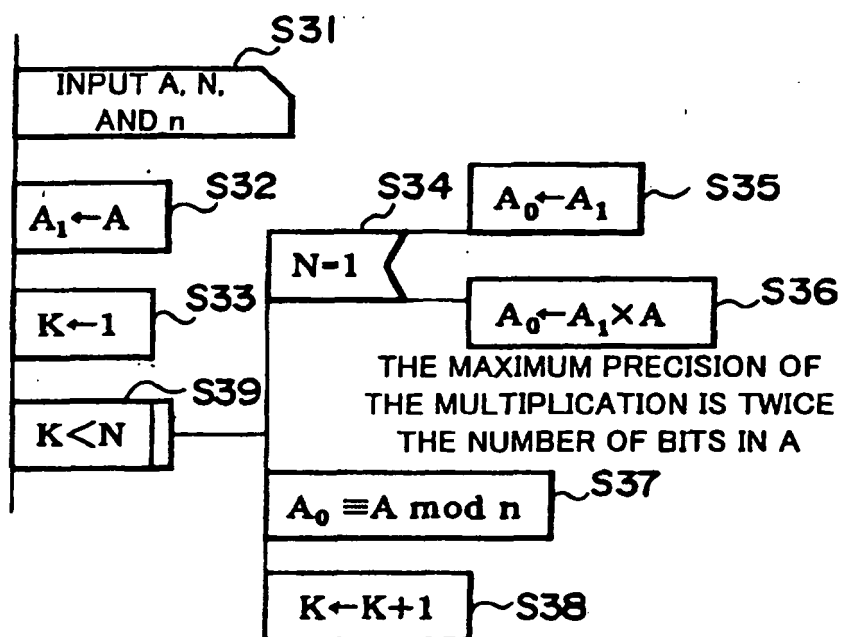 S31
INPUT A, N,
AND n
S32
A₁←A
S33
K←1
S39
K<N
S34
N=1
S35
A₀←A₁
S36
A₀←A₁×A
THE MAXIMUM PRECISION OF
THE MULTIPLICATION IS TWICE
THE NUMBER OF BITS IN A
S37
A₀ ≡A mod n
K←K+1
S38